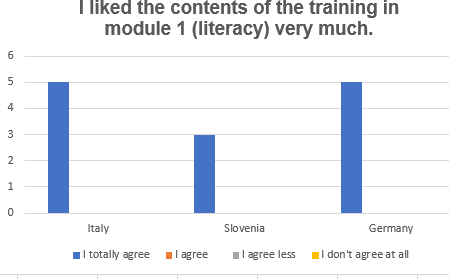 I liked the contents of the training in
module 1 (literacy) very much.
6
5
4
3
2
1
0
Italy Slovenia Germany
I totally agree I agree I agree less I don't agree at all